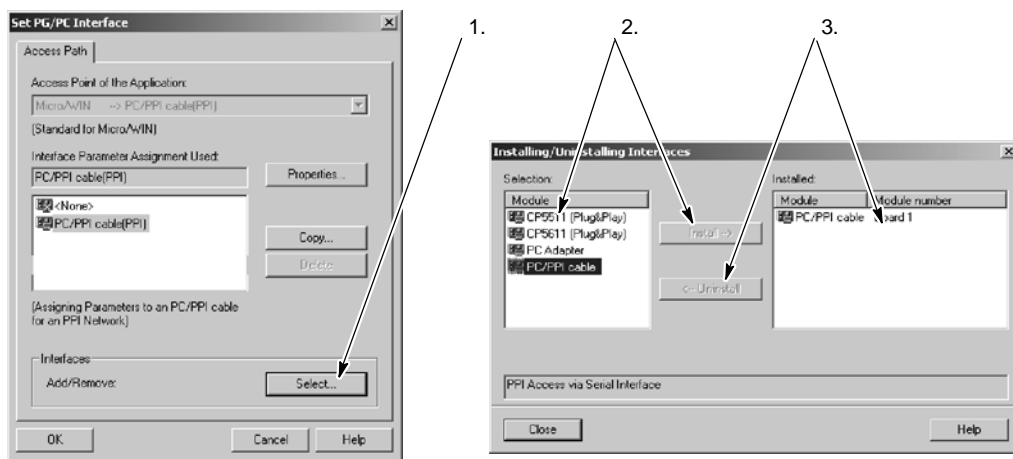 1.
2.
3.
Set PG/PC Interface
Access Path
Access Point of the Application:
Micro/WIN --> PC/PPI cable(PPI)
(Standard for Micro/WIN)
Interface Parameter Assignment Used:
PC/PPI cable(PPI)
Properties...
<None>
PC/PPI cable(PPI)
Copy...
Delete
(Assigning Parameters to an PC/PPI cable
for an PPI Network)
Interfaces
Add/Remove:
Select...
OK
Cancel
Help
Installing/Uninstalling Interfaces
Selection:
Module
CP5511 (Plug&Play)
CP5611 (Plug&Play)
PC Adapter
PC/PPI cable
Install -->
<-- Uninstall
Installed:
Module Module number
PC/PPI cable Board 1
PPI Access via Serial Interface
Close
Help